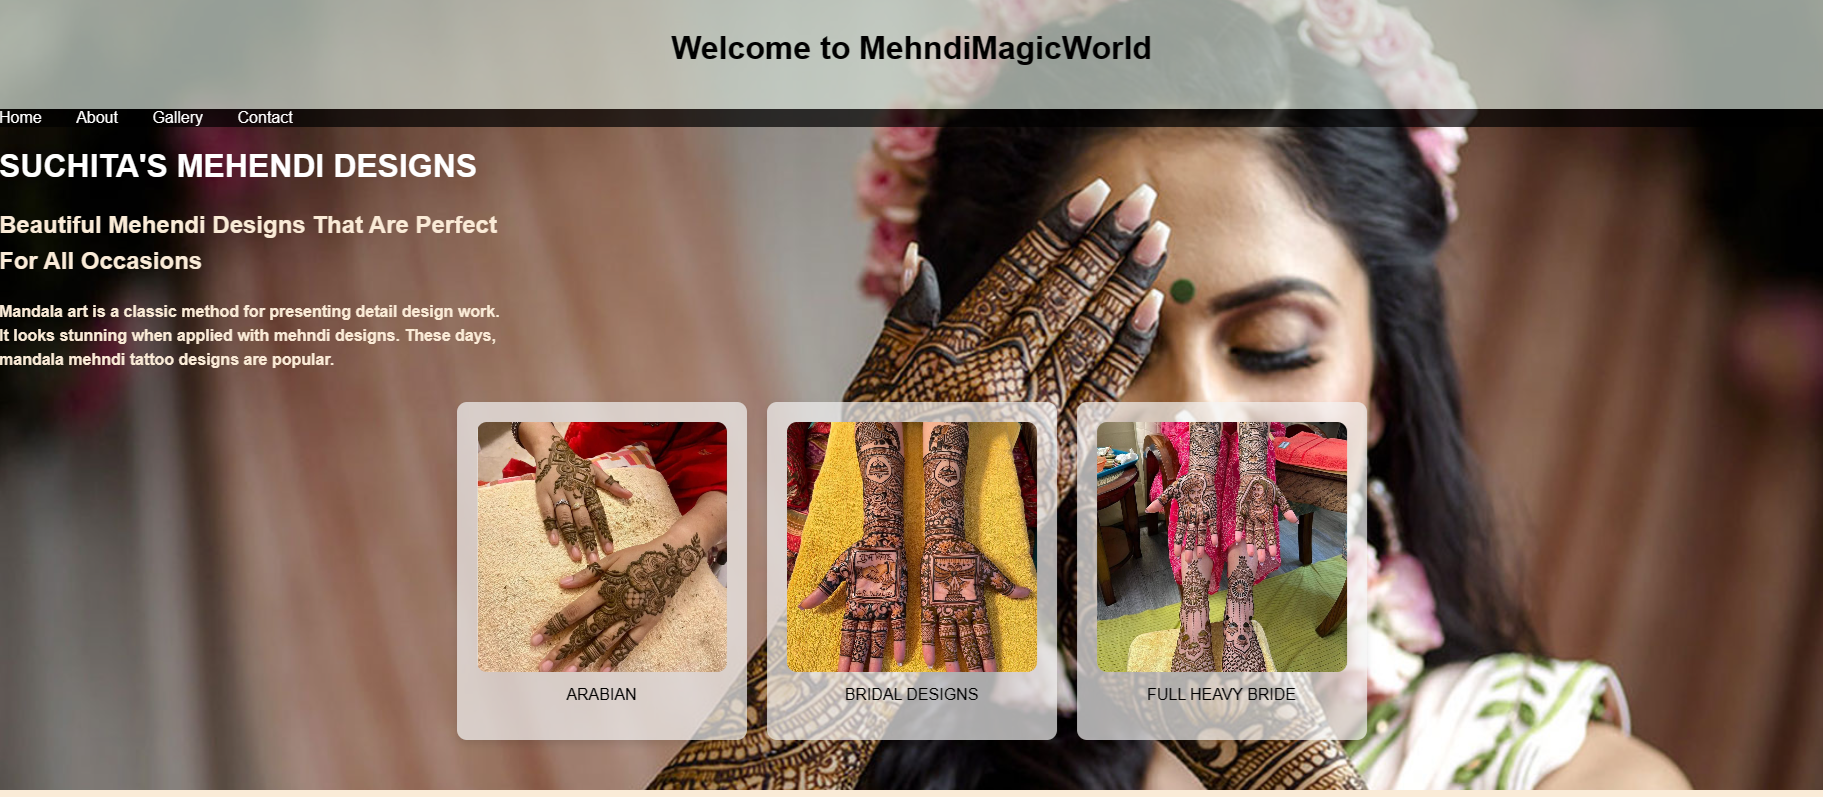 Welcome to MehndiMagicWorld
Home About Gallery Contact
SUCHITA'S MEHENDI DESIGNS
Beautiful Mehendi Designs That Are Perfect
For All Occasions
Mandala art is a classic method for presenting detail design work.
It looks stunning when applied with mehndi designs. These days,
mandala mehndi tattoo designs are popular.
ARABIAN
BRIDAL DESIGNS
FULL HEAVY BRIDE